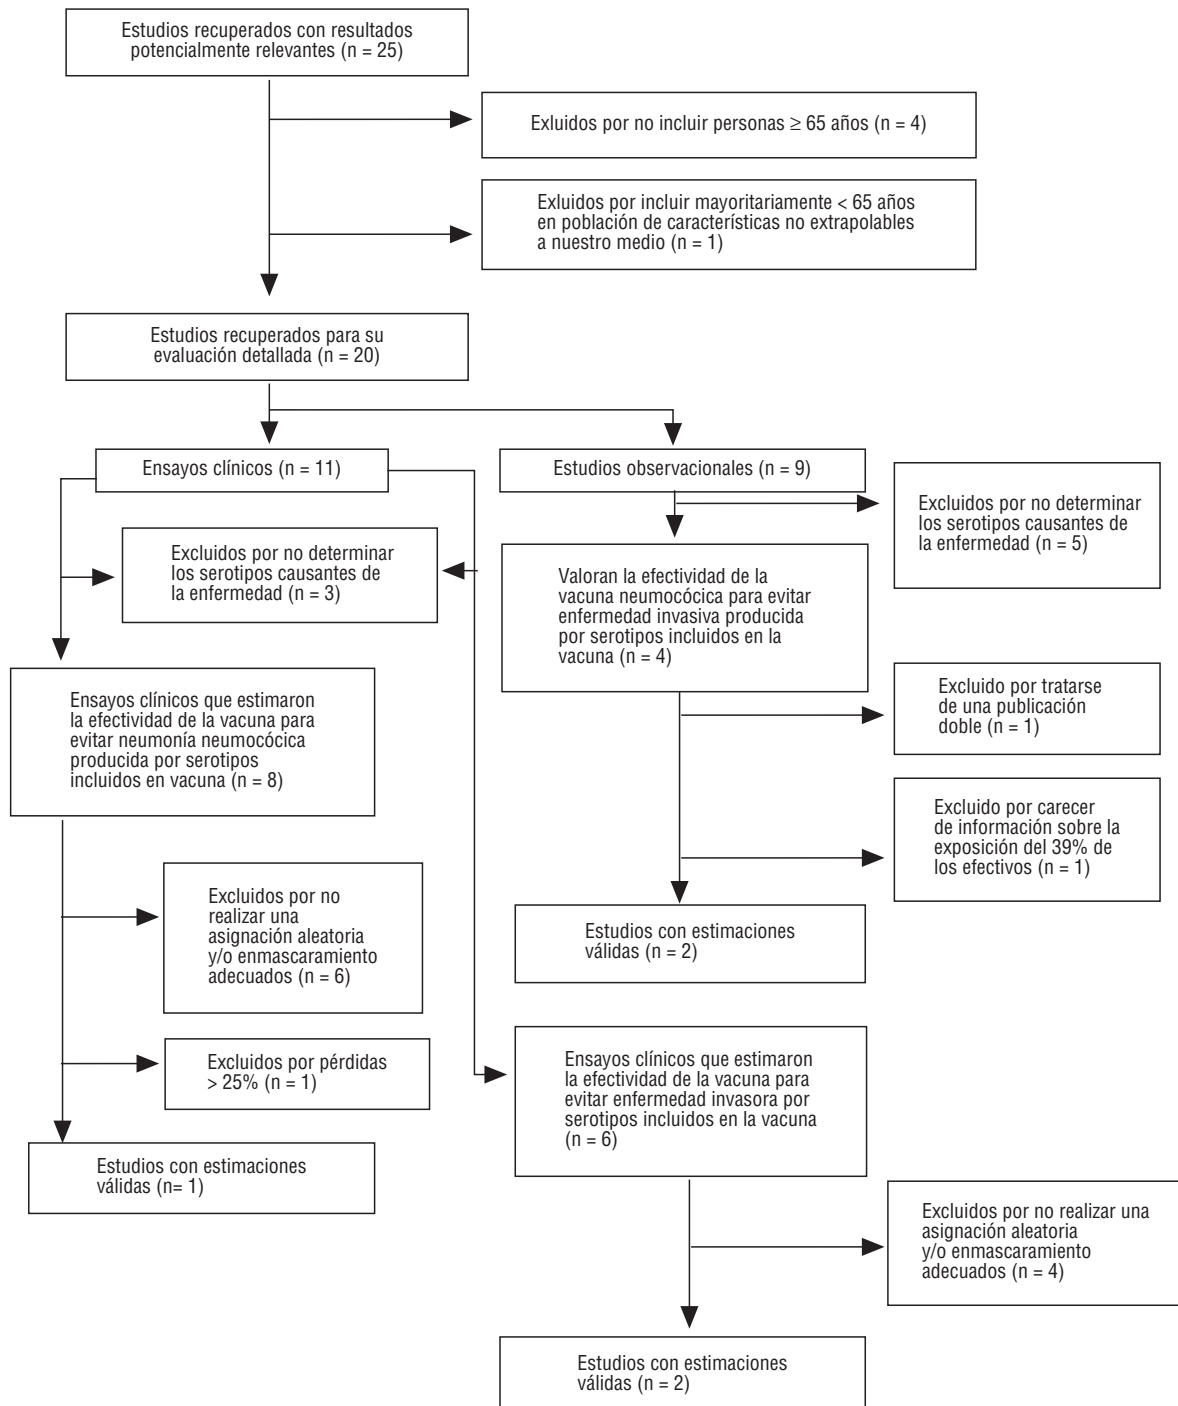 Estudios recuperados con resultados
potencialmente relevantes (n = 25)
Exluidos por no incluir personas ≥ 65 años (n = 4)
Exluidos por incluir mayoritariamente < 65 años
en población de características no extrapolables
a nuestro medio (n = 1)
Estudios recuperados para su
evaluación detallada (n = 20)
Ensayos clínicos (n = 11)
Estudios observacionales (n = 9)
Excluidos por no determinar
los serotipos causantes de
la enfermedad (n = 5)
Excluidos por no determinar
los serotipos causantes de
la enfermedad (n = 3)
Valoran la efectividad de la
vacuna neumocócica para evitar
enfermedad invasiva producida
por serotipos incluidos en la
vacuna (n = 4)
Ensayos clínicos que estimaron
la efectividad de la vacuna para
evitar neumonía neumocócica
producida por serotipos
incluidos en vacuna (n = 8)
Excluido por tratarse
de una publicación
doble (n = 1)
Excluido por carecer
de información sobre la
exposición del 39% de
los efectivos (n = 1)
Excluidos por no
realizar una
asignación aleatoria
y/o enmascaramiento
adecuados (n = 6)
Estudios con estimaciones
válidas (n = 2)
Excluidos por pérdidas
> 25% (n = 1)
Ensayos clínicos que estimaron
la efectividad de la vacuna para
evitar enfermedad invasora por
serotipos incluidos en la vacuna
(n = 6)
Estudios con estimaciones
válidas (n= 1)
Excluidos por no realizar una
asignación aleatoria
y/o enmascaramiento
adecuados (n = 4)
Estudios con estimaciones
válidas (n = 2)